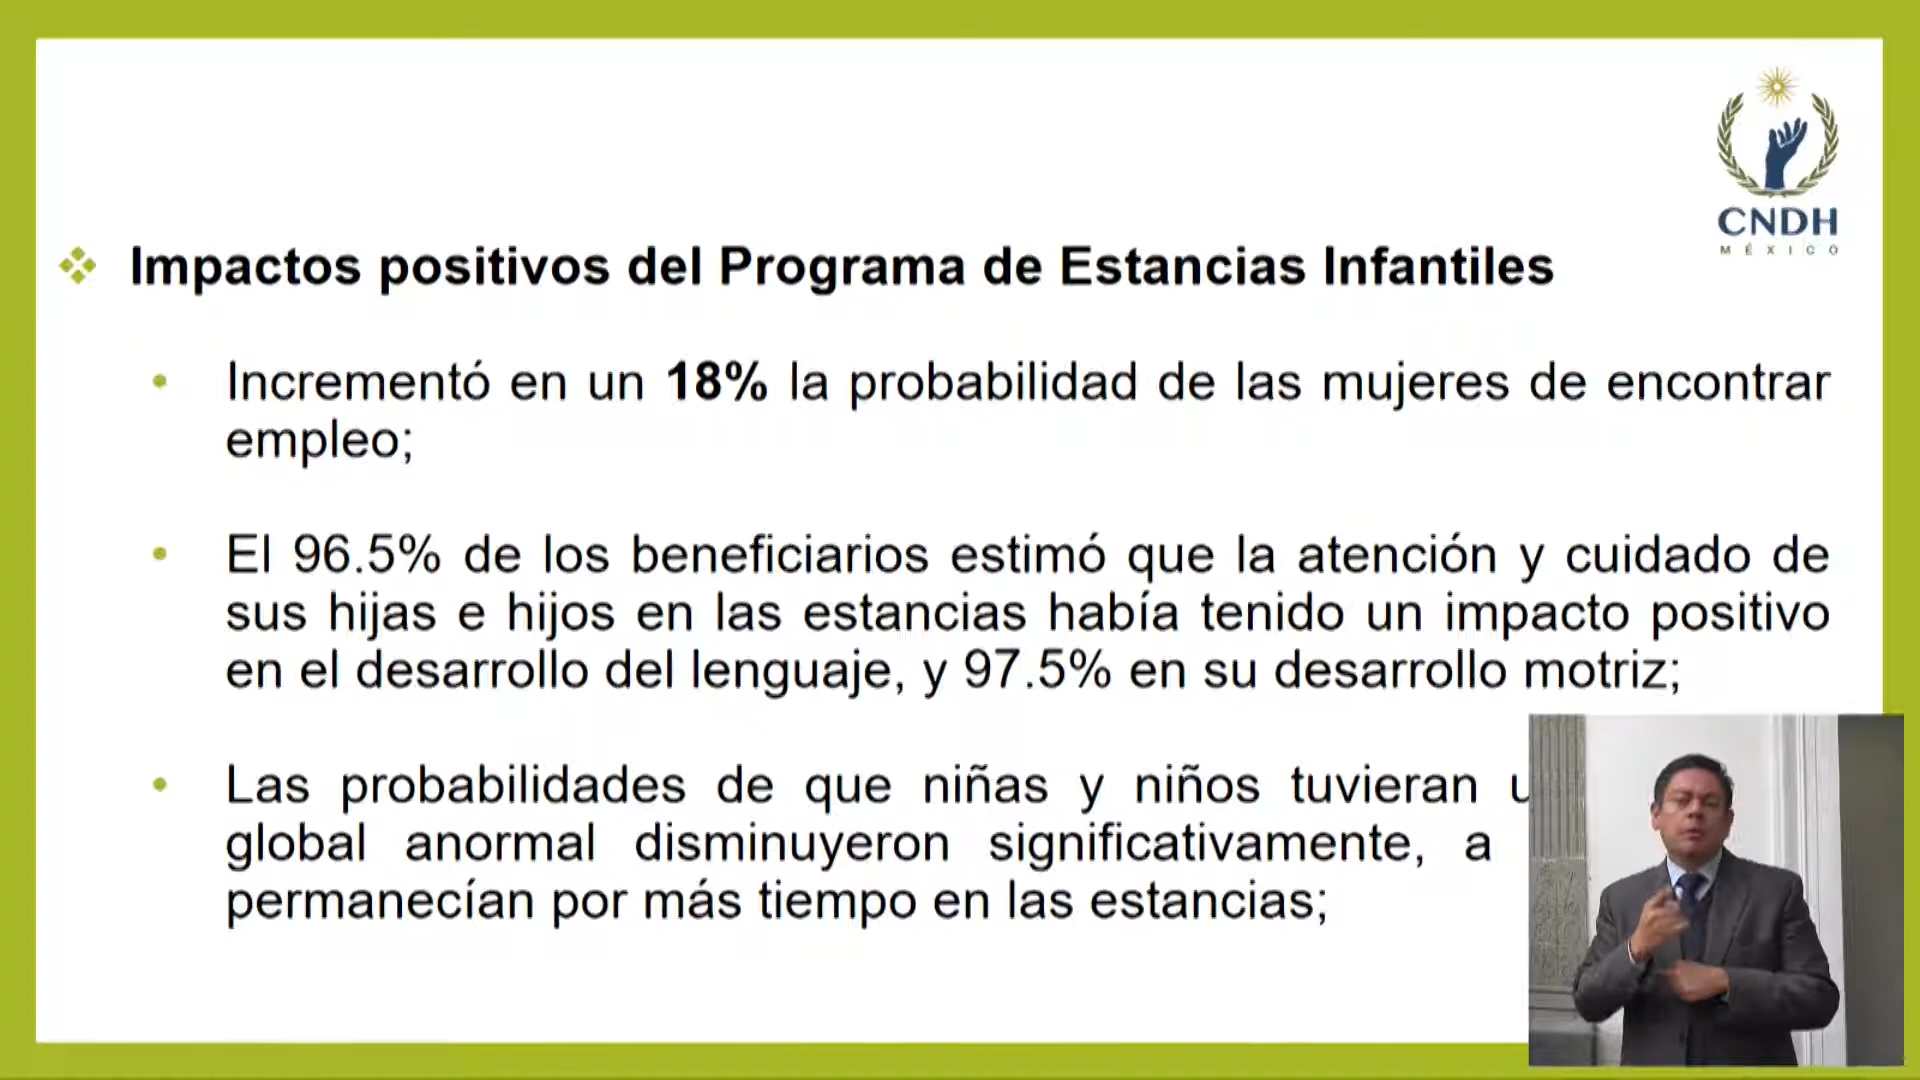 CNDH
MÉXICO
Impactos positivos del Programa de Estancias Infantiles
Incrementó en un 18% la probabilidad de las mujeres de encontrar
empleo;
El 96.5% de los beneficiarios estimó que la atención y cuidado de
sus hijas e hijos en las estancias había tenido un impacto positivo
en el desarrollo del lenguaje, y 97.5% en su desarrollo motriz;
Las probabilidades de que niñas y niños tuvieran
global anormal disminuyeron significativamente, a
permanecían por más tiempo en las estancias;